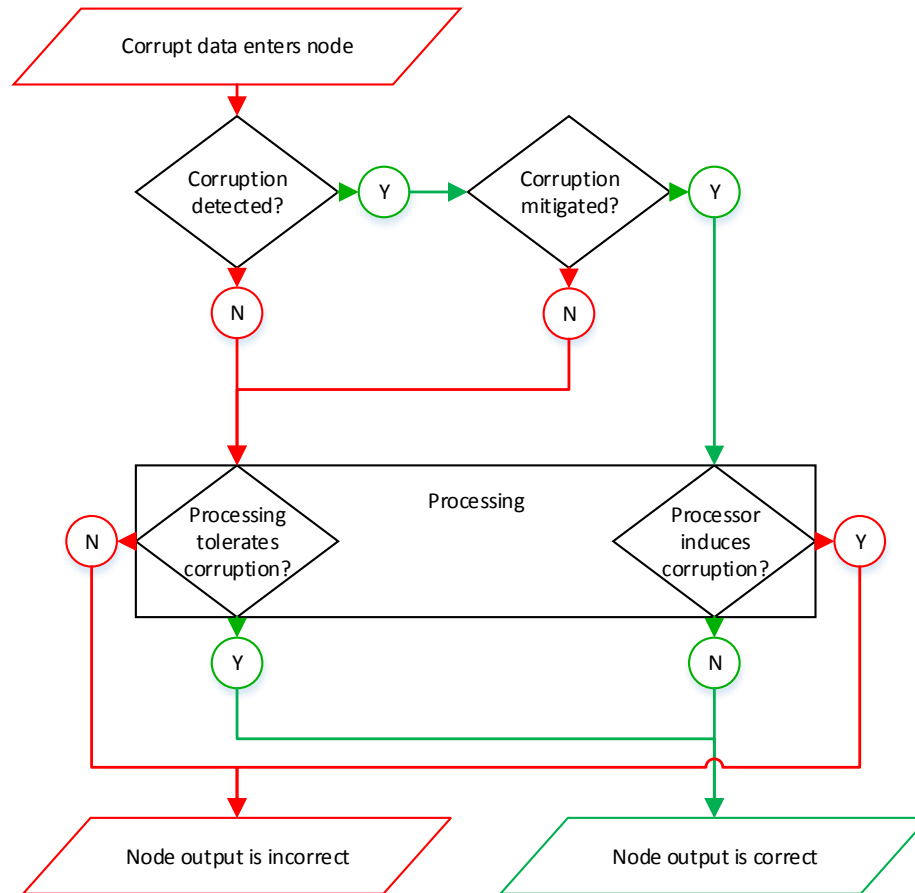 Corrupt data enters node
Corruption
detected?
Y
Corruption
mitigated?
Y
N
N
Processing
Processing
tolerates
corruption?
N
Processor
induces
corruption?
Y
Y
N
Node output is incorrect
Node output is correct